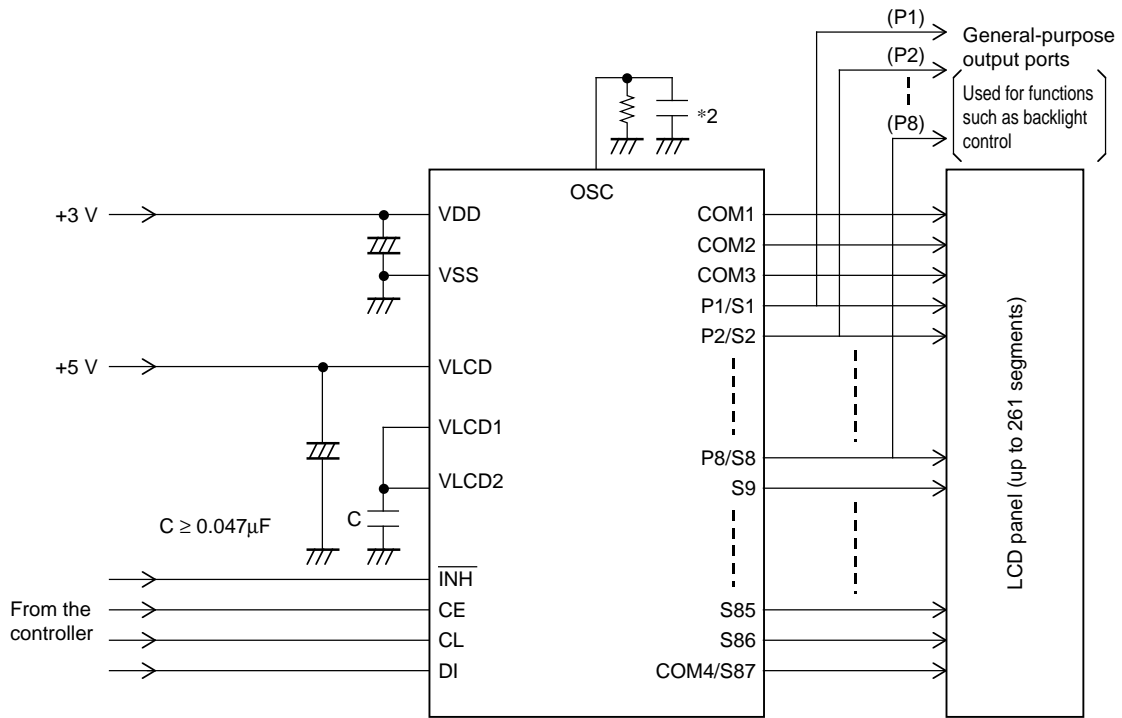 (P1)
General-purpose
output ports
(P2)
Used for functions
such as backlight
control
(P8)
*2
OSC
+3 V
VDD
COM1
COM2
VSS
COM3
P1/S1
P2/S2
+5 V
VLCD
VLCD1
P8/S8
VLCD2
S9
C ≥ 0.047µF
C
LCD panel (up to 261 segments)
INH
From the
controller
CE
S85
CL
S86
DI
COM4/S87